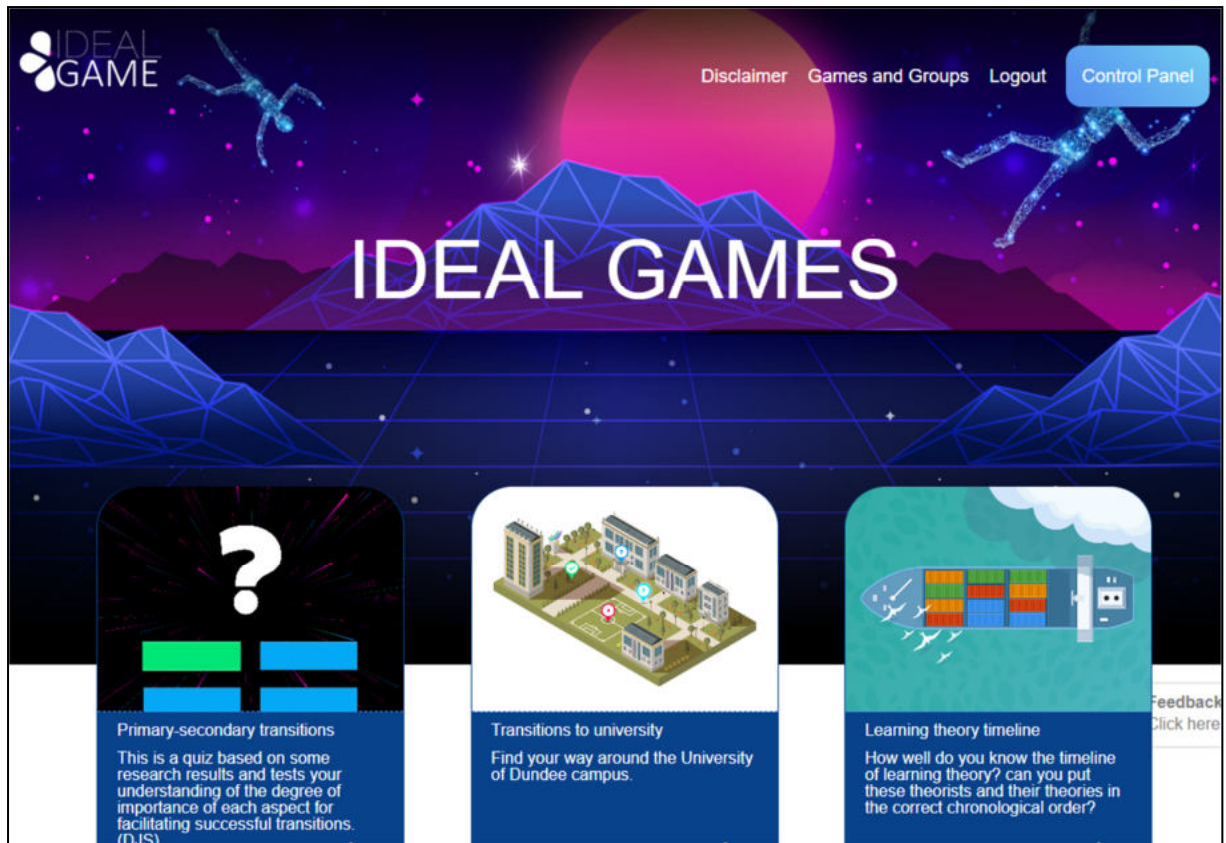 IDEAL
GAME
Disclaimer Games and Groups Logout Control Panel
IDEAL GAMES
?
Primary-secondary transitions
This is a quiz based on some
research results and tests your
understanding of the degree of
importance of each aspect for
facilitating successful transitions.
(DJS)
Transitions to university
Find your way around the University
of Dundee campus.
Learning theory timeline
How well do you know the timeline
of learning theory? can you put
these theorists and their theories in
the correct chronological order?
Feedback
Click here